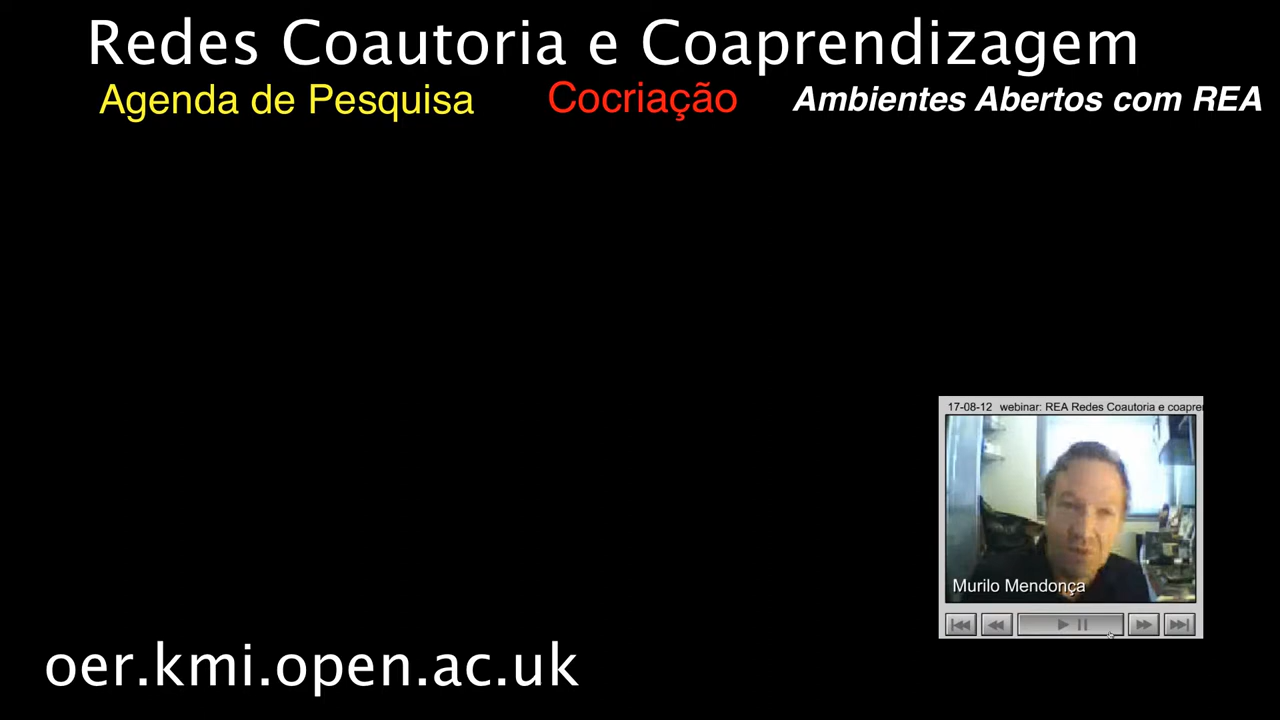 Redes Coautoria e Coaprendizagem
Agenda de Pesquisa Cocriação Ambientes Abertos com REA
17-08-12 webinar: REA Redes Coautoria e coapre
Murilo Mendonça
oer.kmi.open.ac.uk